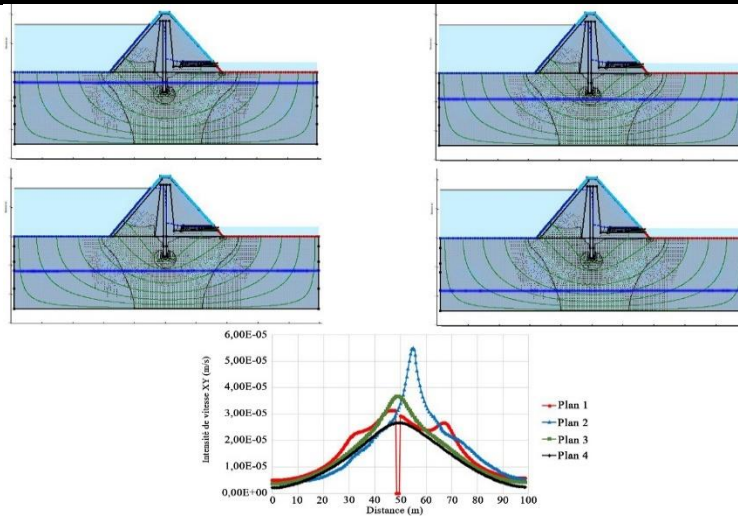 6,00E-05
5,00E-05
4,00E-05
3,00E-05
2,00E-05
1,00E-05
0,00E+00
Intensité de vitesse XY (m/s)
0 10 20 30 40 50 60 70 80 90 100
Distance (m)
Plan 1
Plan 2
Plan 3
Plan 4